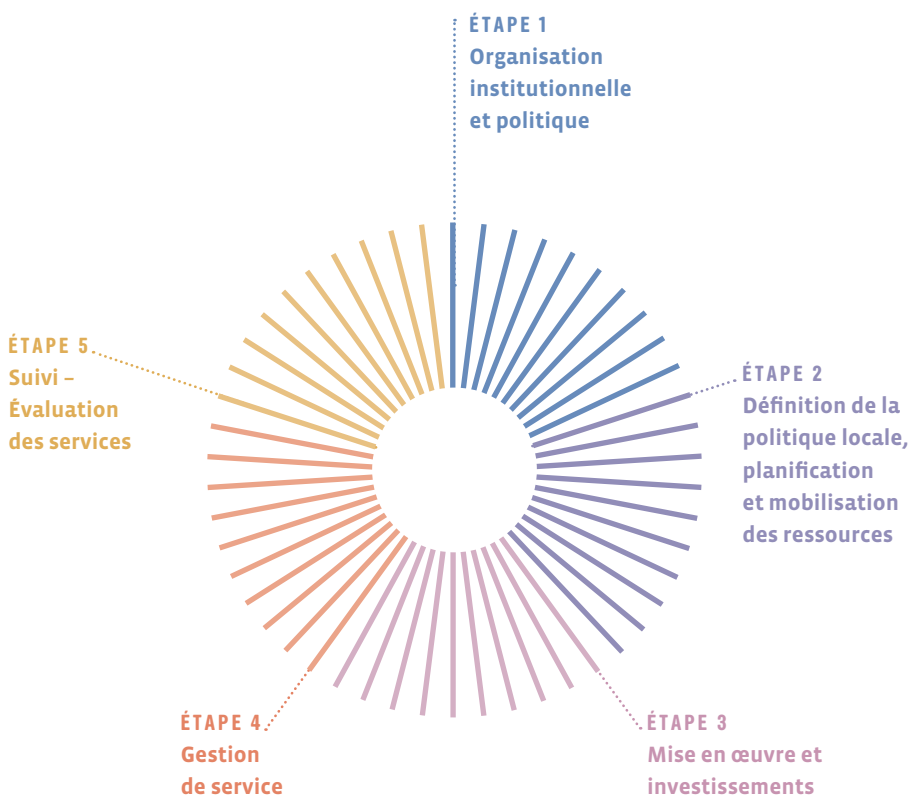 ÉTAPE 1
Organisation
institutionnelle
et politique
ÉTAPE 2
Définition de la
politique locale,
planification
et mobilisation
des ressources
ÉTAPE 3
Mise en œuvre et
investissements
ÉTAPE 4
Gestion
de service
ÉTAPE 5
Suivi –
Évaluation
des services